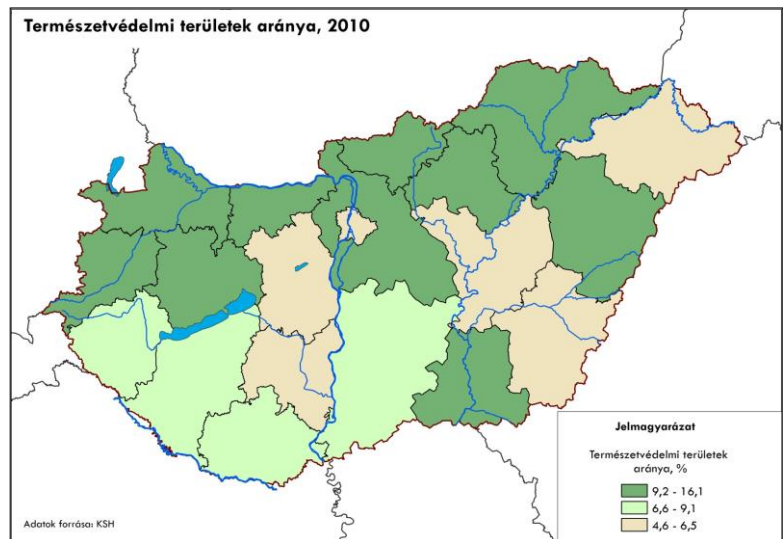 Természetvédelmi területek aránya, 2010
Jelmagyarázat
Természetvédelmi területek
aránya, %
9,2 - 16,1
6,6 - 9,1
4,6 - 6,5
Adatok forrása: KSH